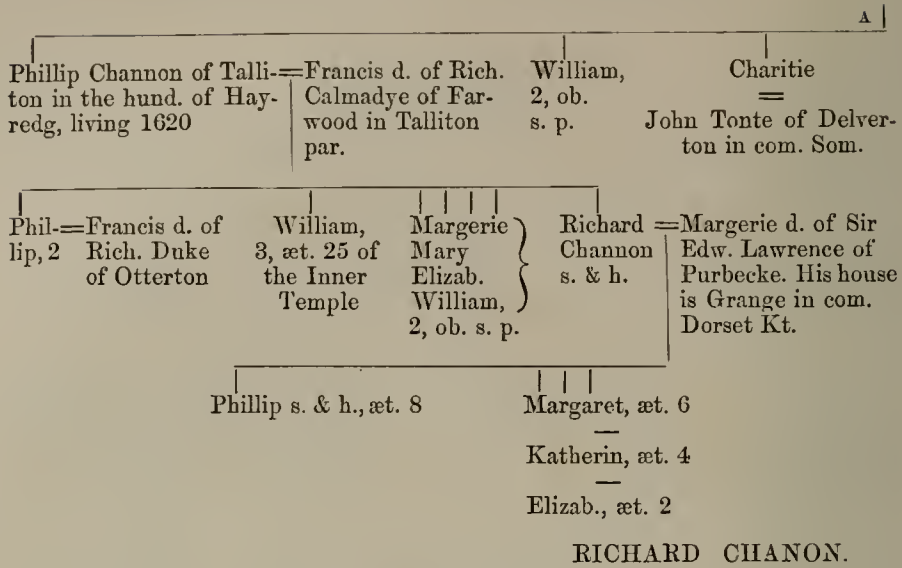 A
Phillip Channon of Talli-
ton in the hund. of Hay-
redg, living 1620
=Francis d. of Rich.
Calmadye of Far-
wood in Talliton
par.
William,
2, ob.
s. p.
Charitie
=
John Tonte of Delver-
ton in com. Som.
Phil-
lip, 2
=Francis d. of
Rich. Duke
of Otterton
William,
3, æt. 25 of
the Inner
Temple
Margerie
Mary
Elizab.
William,
2, ob. s. p.
Richard
Channon
s. & h.
=Margerie d. of Sir
Edw. Lawrence of
Purbecke. His house
is Grange in com.
Dorset Kt.
Phillip s. & h., æt. 8
Margaret, æt. 6
Katherin, æt. 4
Elizab., æt. 2
RICHARD CHANON.